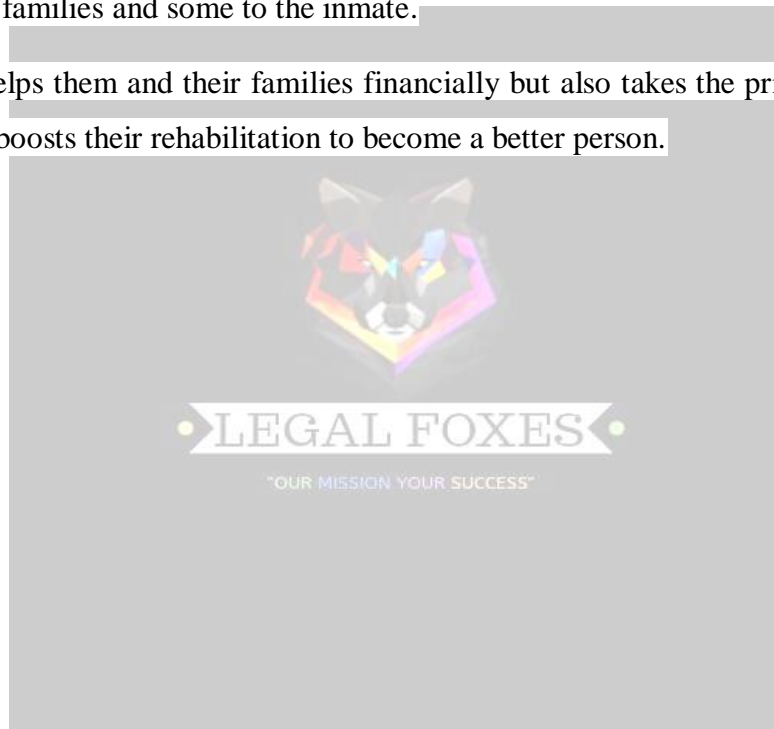 families and some to the inmate.
elps them and their families financially but also takes the pri
boosts their rehabilitation to become a better person.
LEGAL FOXES
"OUR MISSION YOUR SUCCESS"